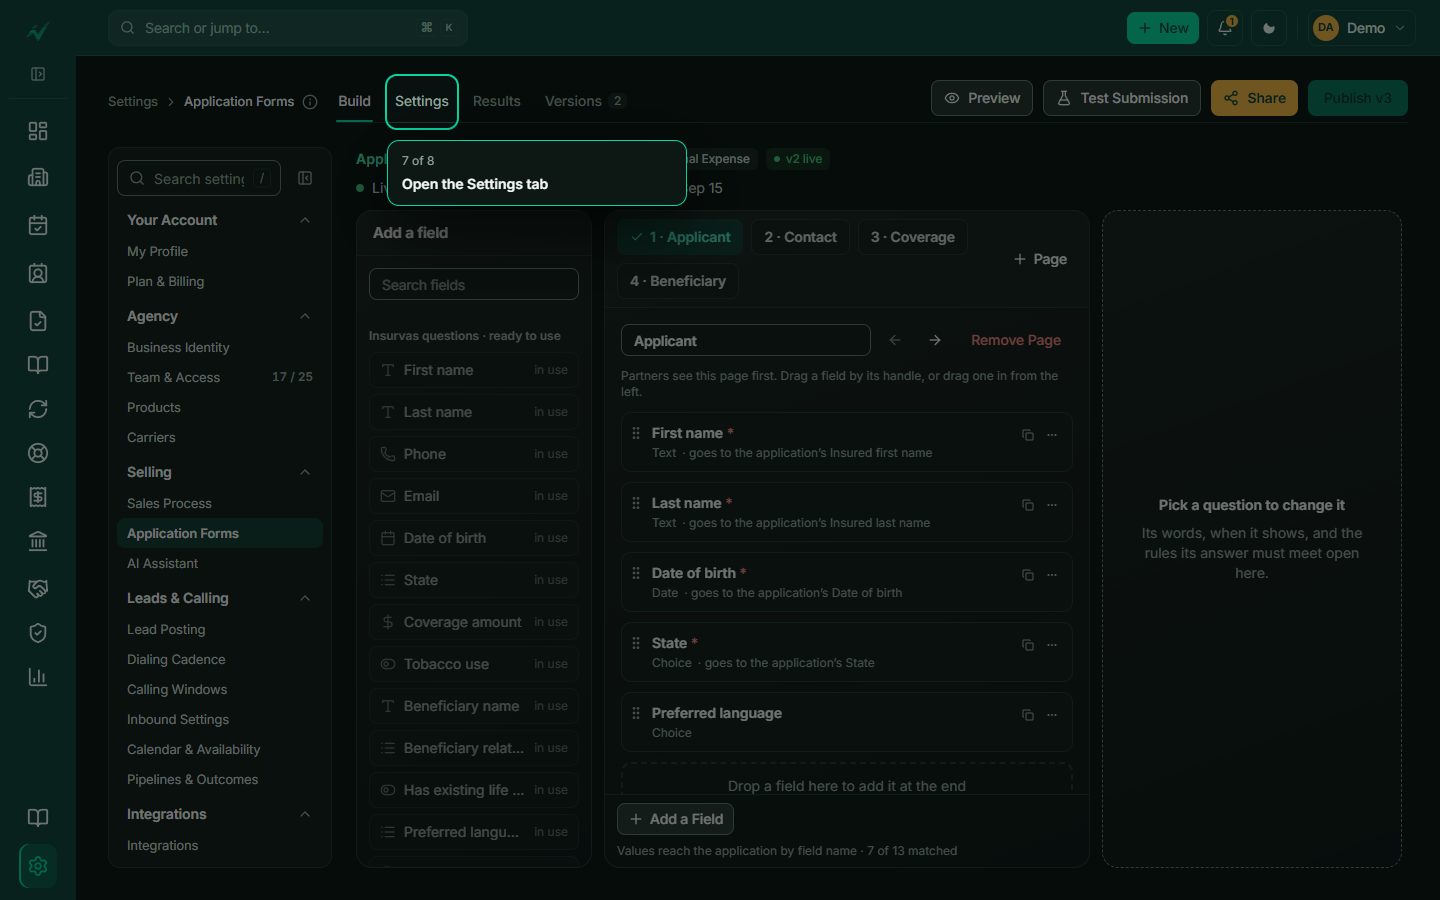 Search or jump to...
⌘ K
New
1
DA
Demo
Settings
Application Forms
Build
Settings
Results
Versions 2
Preview
Test Submission
Share
Publish v3
7 of 8
Open the Settings tab
al Expense
v2 live
ep 15
Search setting
/
Your Account
My Profile
Plan & Billing
Agency
Business Identity
Team & Access 17 / 25
Products
Carriers
Selling
Sales Process
Application Forms
AI Assistant
Leads & Calling
Lead Posting
Dialing Cadence
Calling Windows
Inbound Settings
Calendar & Availability
Pipelines & Outcomes
Integrations
Integrations
Add a field
Search fields
Insurvas questions · ready to use
First name in use
Last name in use
Phone in use
Email in use
Date of birth in use
State in use
Coverage amount in use
Tobacco use in use
Beneficiary name in use
Beneficiary relat... in use
Has existing life ... in use
Preferred langu... in use
1 · Applicant
2 · Contact
3 · Coverage
4 · Beneficiary
Page
Applicant
Remove Page
Partners see this page first. Drag a field by its handle, or drag one in from the
left.
First name *
Text · goes to the application's Insured first name
Last name *
Text · goes to the application's Insured last name
Date of birth *
Date · goes to the application's Date of birth
State *
Choice · goes to the application's State
Preferred language
Choice
Drop a field here to add it at the end
Add a Field
Values reach the application by field name · 7 of 13 matched
Pick a question to change it
Its words, when it shows, and the
rules its answer must meet open
here.